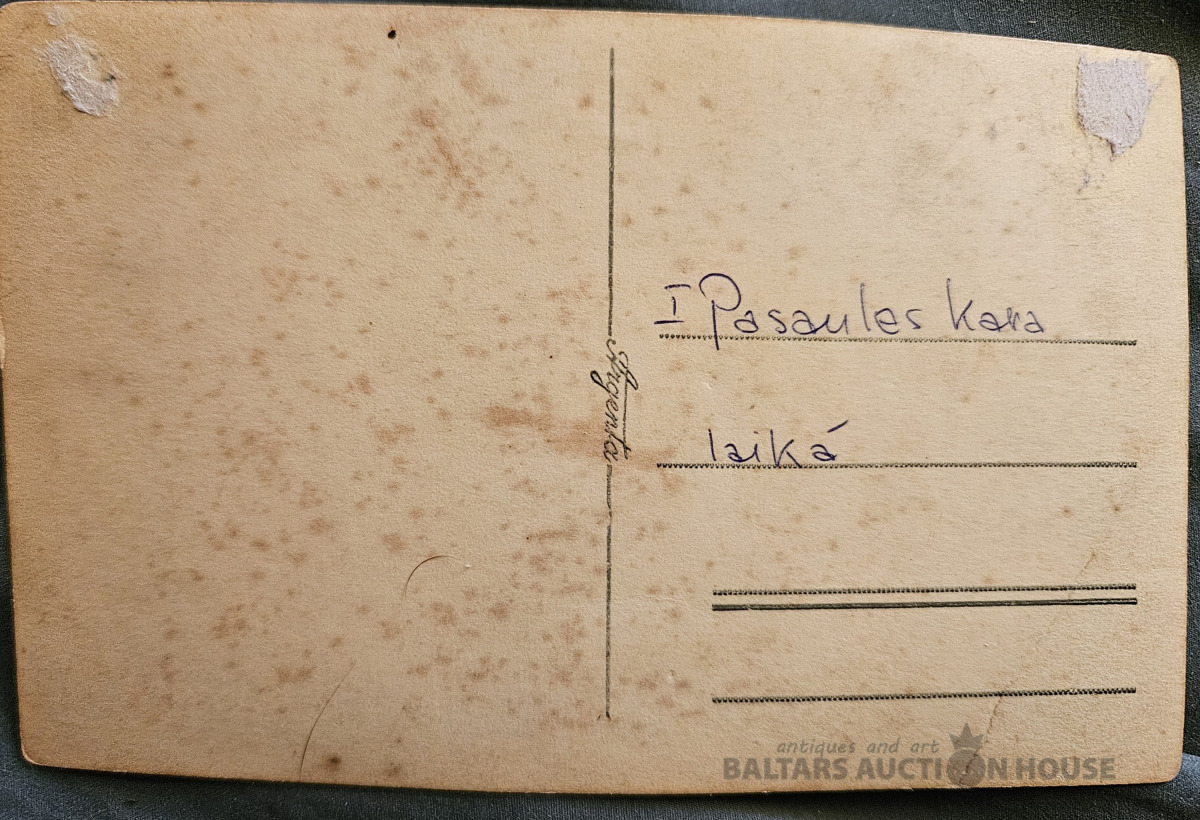 I Pasaules kara
laikā
Argenta
antiques and art
BALTARS AUCTION HOUSE